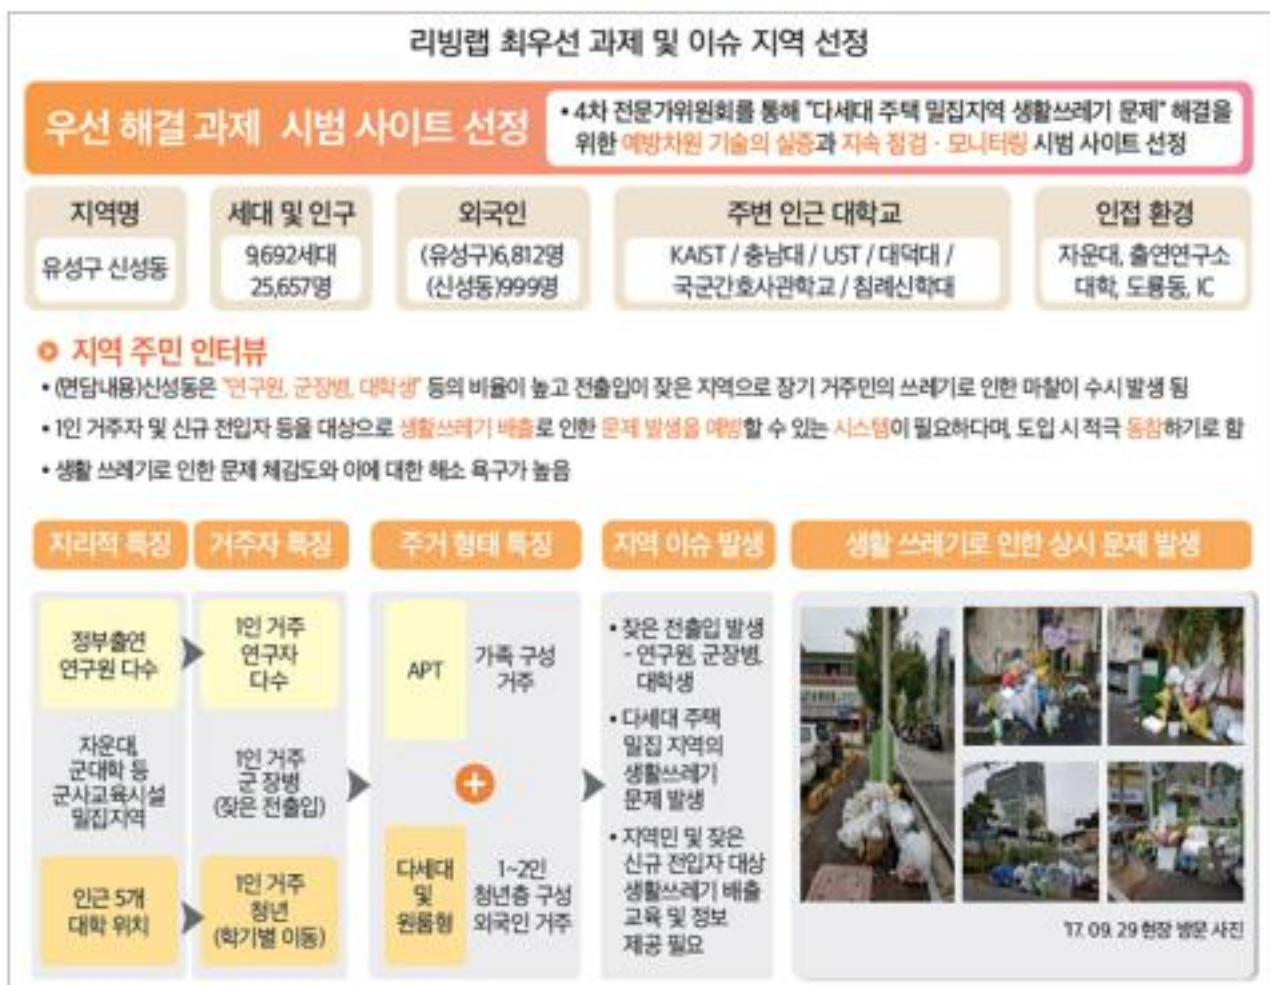 리빙랩 최우선 과제 및 이슈 지역 선정
우선 해결 과제 시범 사이트 선정
• 4차 전문가위원회를 통해 "다세대 주택 밀집지역 생활쓰레기 문제" 해결을
위한 예방차원 기술의 실증과 지속 점검 · 모니터링 시범 사이트 선정
지역명
유성구 신성동
세대 및 인구
9,692세대
25,657명
외국인
(유성구)6,812명
(신성동)999명
주변 인근 대학교
KAIST / 충남대 / UST / 대덕대 /
국군간호사관학교 / 침례신학대
인접 환경
자운대, 출연연구소
대학, 도룡동, IC
지역 주민 인터뷰
• (면담내용)신성동은 "연구원, 군장병, 대학생" 등의 비율이 높고 전출입이 잦은 지역으로 장기 거주민의 쓰레기로 인한 마찰이 수시 발생 됨
• 1인 거주자 및 신규 전입자 등을 대상으로 생활쓰레기 배출로 인한 문제 발생을 예방할 수 있는 시스템이 필요하다며, 도입 시 적극 동참하기로 함
• 생활 쓰레기로 인한 문제 체감도와 이에 대한 해소 욕구가 높음
지리적 특징
정부출연
연구원 다수
자운대,
군대학 등
군사교육시설
밀집지역
인근 5개
대학 위치
거주자 특징
1인 거주
연구자
다수
1인 거주
군 장병
(잦은 전출입)
1인 거주
청년
(학기별 이동)
주거 형태 특징
APT
가족 구성
거주
다세대
및
원룸형
1~2인
청년층 구성
외국인 거주
지역 이슈 발생
• 잦은 전출입 발생
- 연구원, 군장병,
대학생
• 다세대 주택
밀집 지역의
생활쓰레기
문제 발생
• 지역민 및 잦은
신규 전입자 대상
생활쓰레기 배출
교육 및 정보
제공 필요
생활 쓰레기로 인한 상시 문제 발생
'17. 09. 29 현장 방문 사진